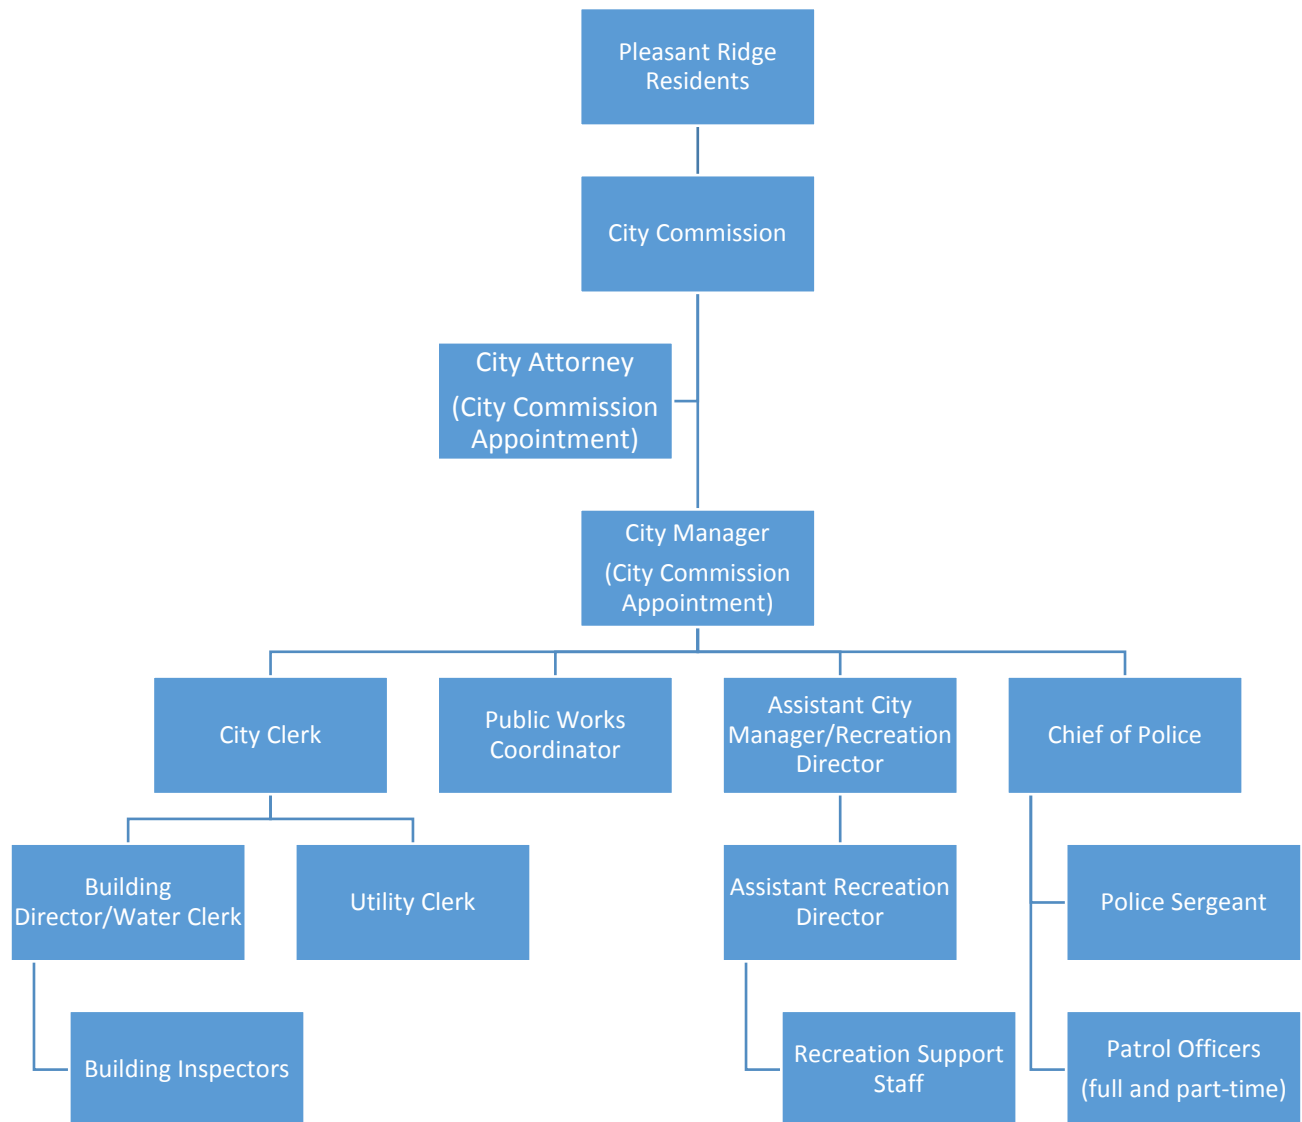 Pleasant Ridge
Residents
City Commission
City Attorney
(City Commission
Appointment)
City Manager
(City Commission
Appointment)
City Clerk
Public Works
Coordinator
Assistant City
Manager/Recreation
Director
Chief of Police
Building
Director/Water Clerk
Utility Clerk
Assistant Recreation
Director
Police Sergeant
Building Inspectors
Recreation Support
Staff
Patrol Officers
(full and part-time)